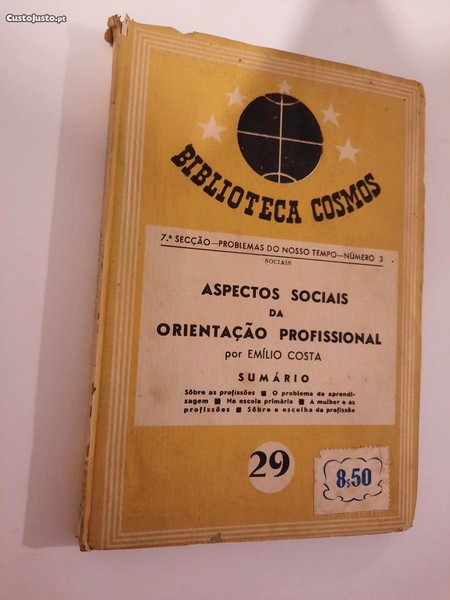 CustoJusto.pt
BIBLIOTECA COSMOS
7.ª SECÇÃO—PROBLEMAS DO NOSSO TEMPO—NÚMERO 3
SOCIAIS
ASPECTOS SOCIAIS
DA
ORIENTAÇÃO PROFISSIONAL
por EMÍLIO COSTA
SUMÁRIO
Sôbre as profissões ■ O problema da aprendi-
zagem ■ Na escola primária ■ A mulher e as
profissões ■ Sôbre a escolha da profissão
29
8$50